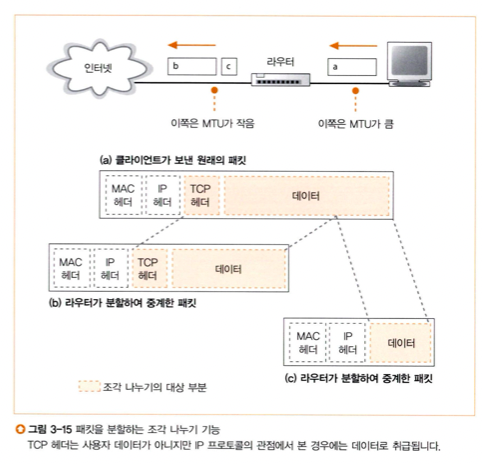 인터넷
b
c
라우터
a
이쪽은 MTU가 작음
이쪽은 MTU가 큼
(a) 클라이언트가 보낸 원래의 패킷
MAC 헤더
IP 헤더
TCP 헤더
데이터
MAC 헤더
IP 헤더
TCP 헤더
데이터
(b) 라우터가 분할하여 중계한 패킷
MAC 헤더
IP 헤더
데이터
(c) 라우터가 분할하여 중계한 패킷
조각 나누기의 대상 부분
그림 3-15 패킷을 분할하는 조각 나누기 기능
TCP 헤더는 사용자 데이터가 아니지만 IP 프로토콜의 관점에서 본 경우에는 데이터로 취급됩니다.